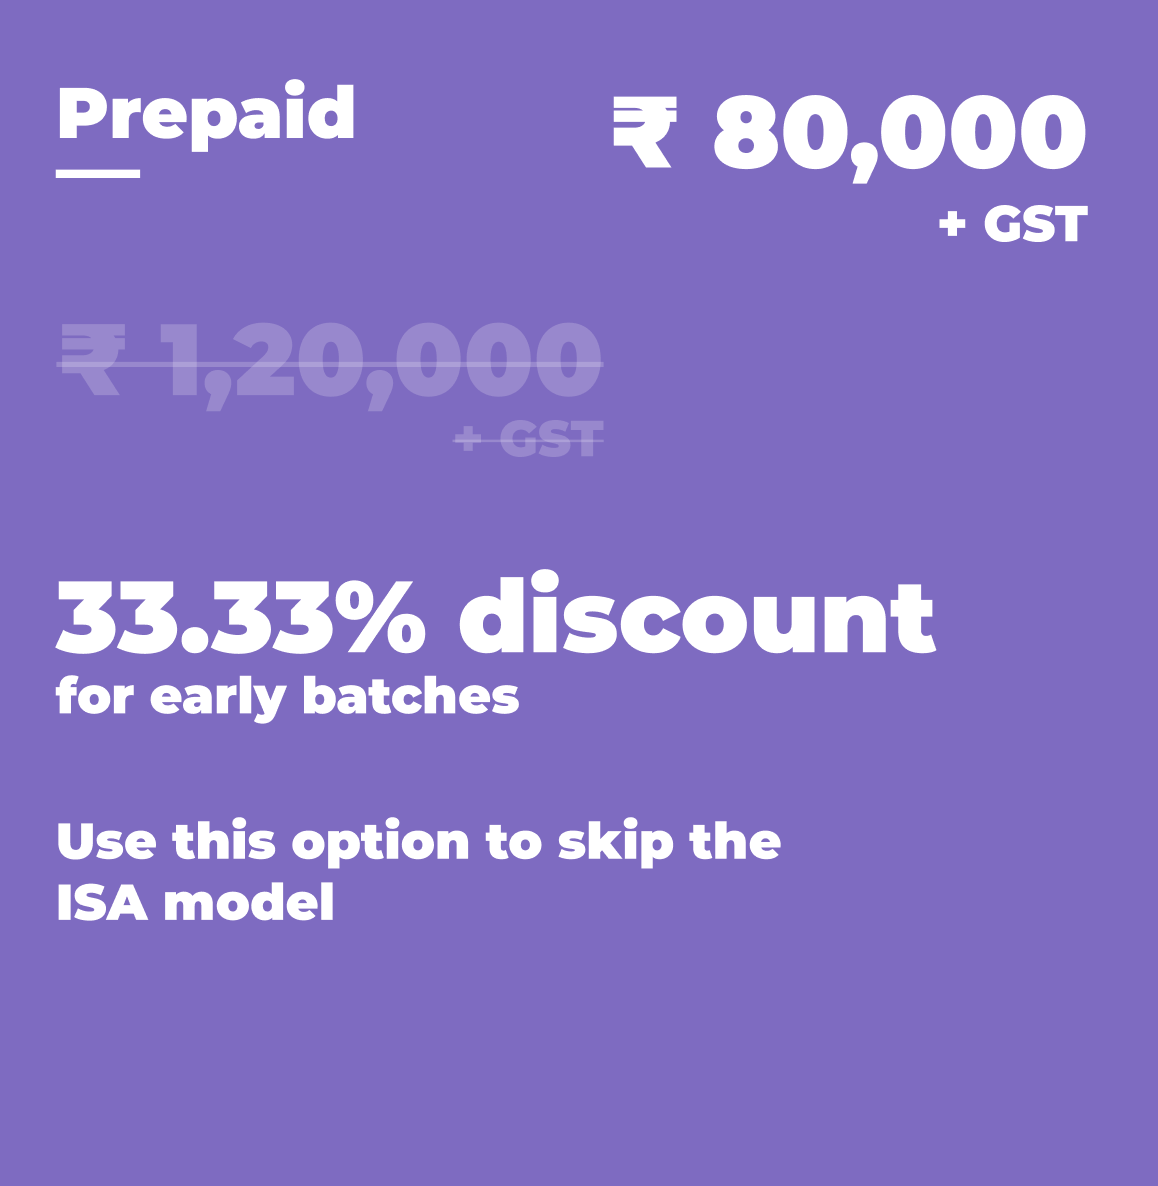 Prepaid
₹ 80,000
+ GST
₹ 1,20,000
+ GST
33.33% discount
for early batches
Use this option to skip the
ISA model